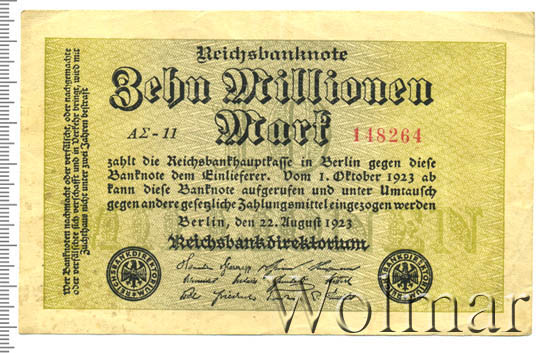 Reichsbanknote
Zehn Millionen
Mark
AΣ-11
148264
zahlt die Reichsbankhauptkasse in Berlin gegen diese
Banknote dem Einlieferer. Vom 1. Oktober 1923 ab
kann diese Banknote aufgerufen und unter Umtausch
gegen andere gesetzliche Zahlungsmittel eingezogen werden
Berlin, den 22. August 1923
Reichsbankdirektorium
Wer Banknoten nachmacht oder verfälscht, oder nachgemachte
oder verfälschte sich verschafft und in Verkehr bringt, wird mit
Zuchthaus nicht unter zwei Jahren bestraft
REICHSBANKDIREKTORIUM
REICHSBANKDIREKTORIUM
Wolmar